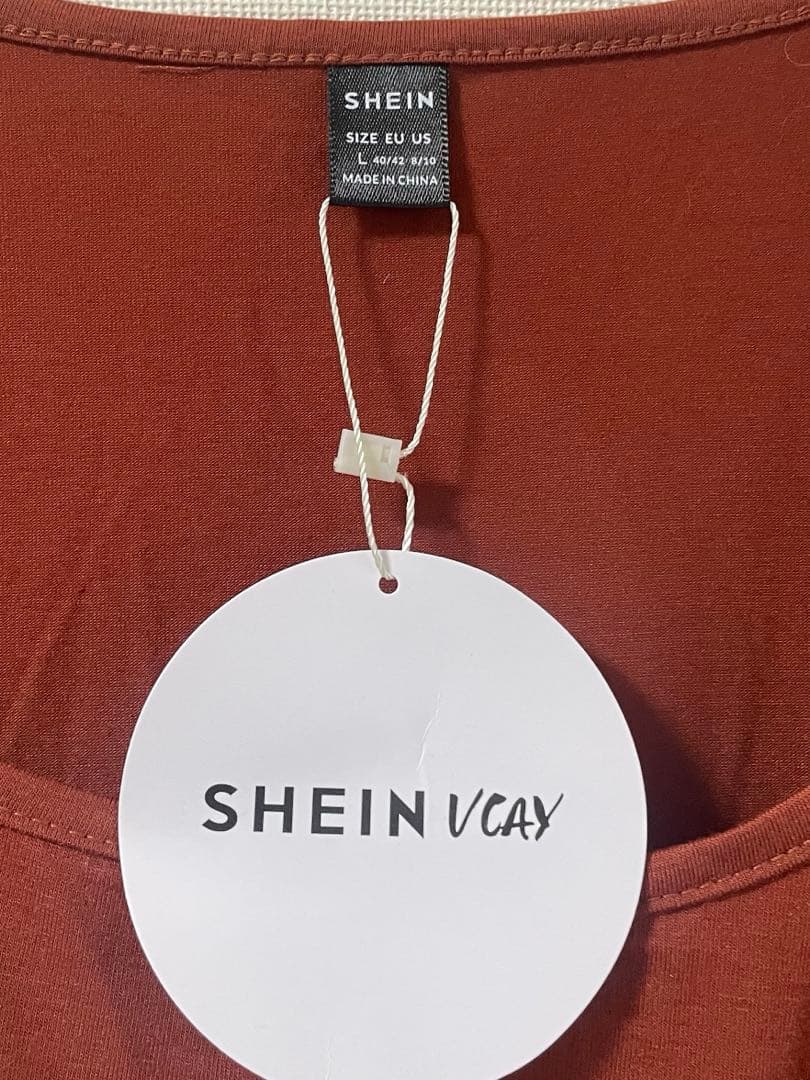 SHEIN
SIZE EU US
L 40/42 8/10
MADE IN CHINA
SHEIN VCAY